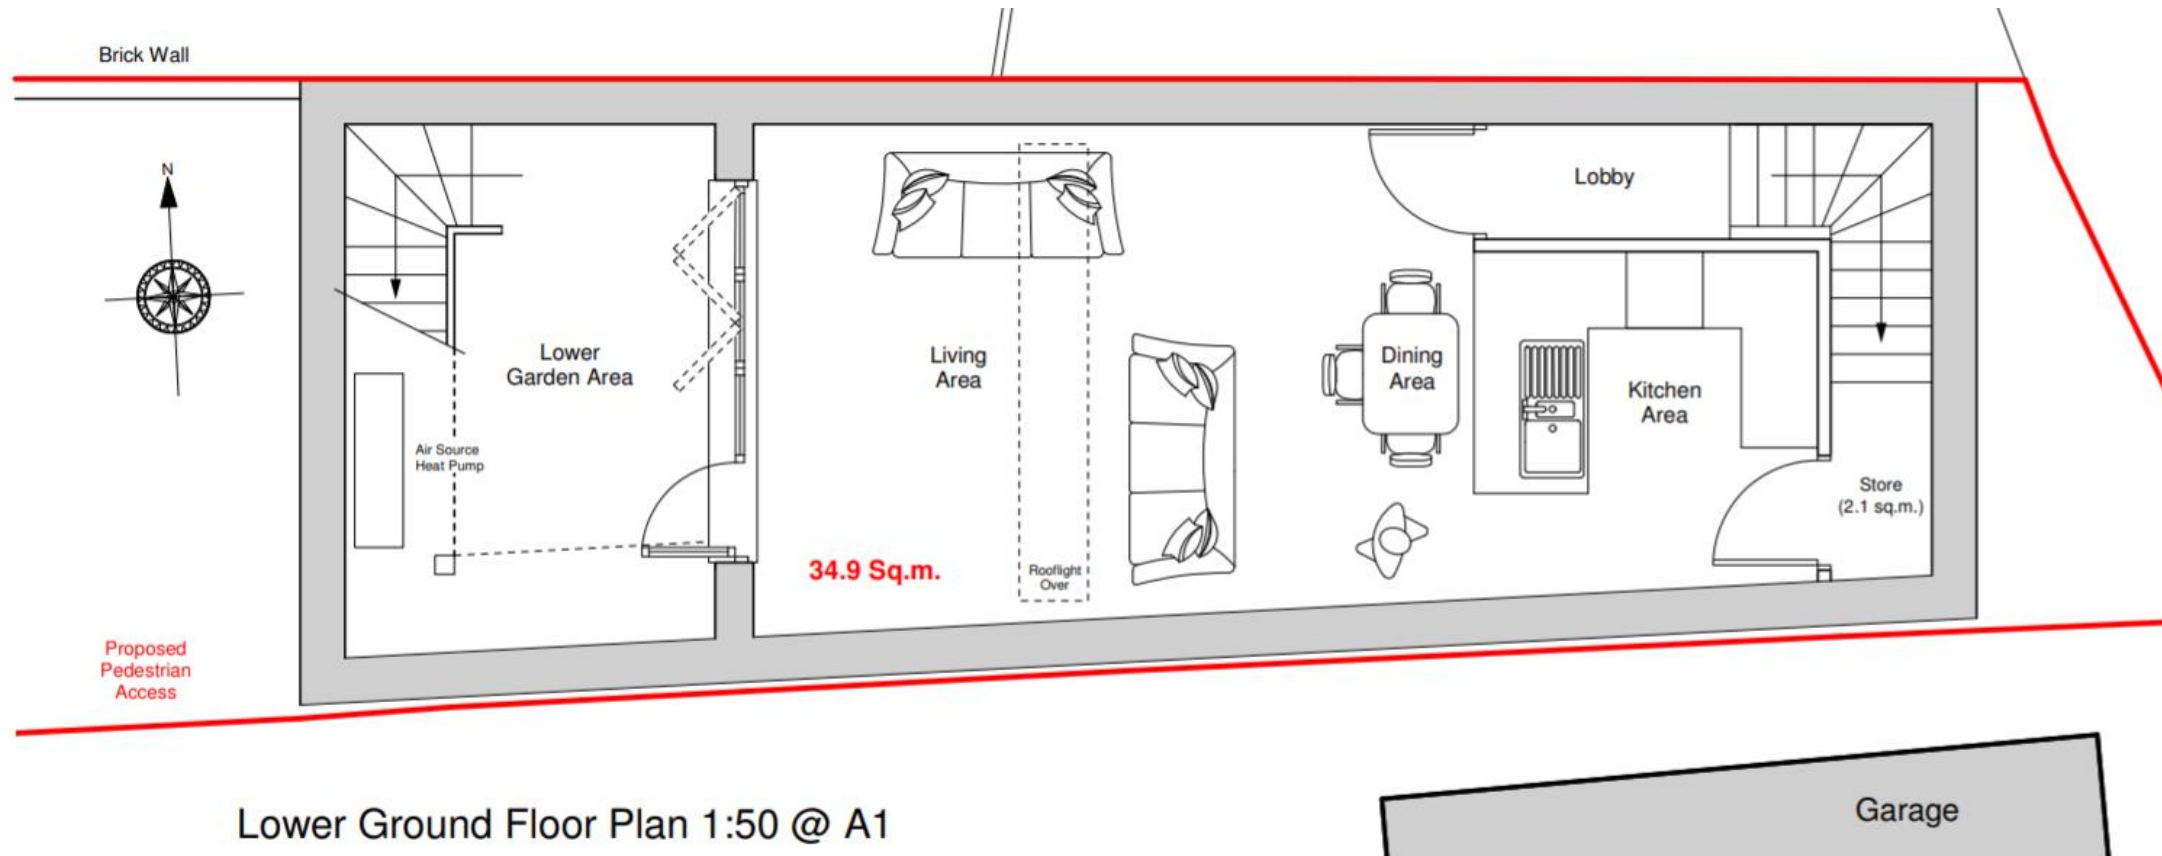 Brick Wall
N
Lobby
Lower
Garden Area
Living
Area
Dining
Area
Kitchen
Area
Air Source
Heat Pump
Store
(2.1 sq.m.)
34.9 Sq.m.
Rooflight
Over
Proposed
Pedestrian
Access
Lower Ground Floor Plan 1:50 @ A1
Garage